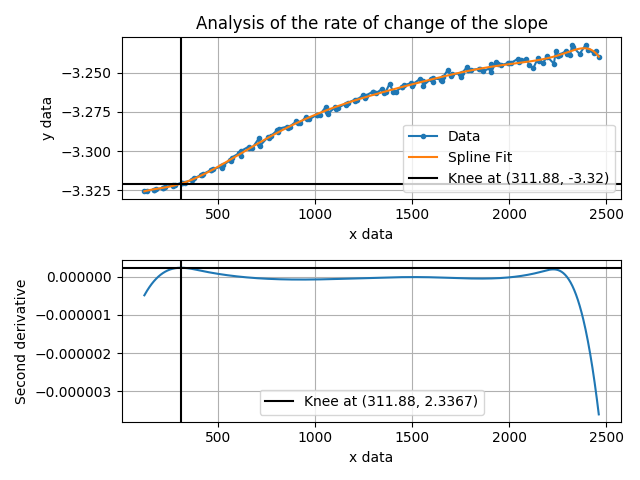 Analysis of the rate of change of the slope
y data
−3.250
−3.275
−3.300
−3.325
Data
Spline Fit
Knee at (311.88, -3.32)
500
1000
1500
2000
2500
x data
Second derivative
0.000000
−0.000001
−0.000002
−0.000003
Knee at (311.88, 2.3367)
500
1000
1500
2000
2500
x data